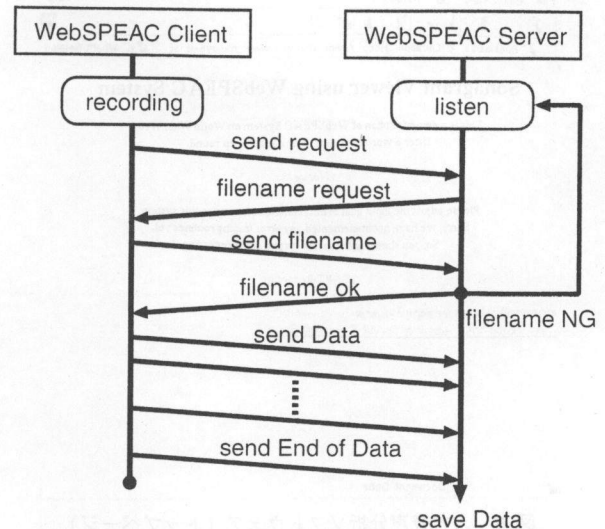 WebSPEAC Client
WebSPEAC Server
recording
listen
send request
filename request
send filename
filename ok
filename NG
send Data
send End of Data
save Data